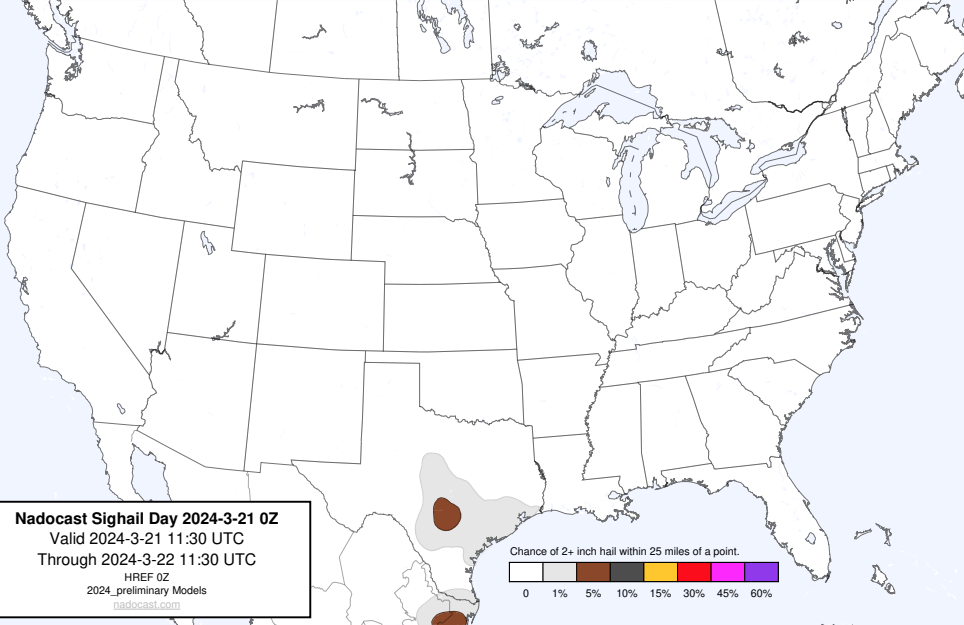 Nadocast Sighail Day 2024-3-21 0Z
Valid 2024-3-21 11:30 UTC
Through 2024-3-22 11:30 UTC
HREF 0Z
2024_preliminary Models
nadocast.com
Chance of 2+ inch hail within 25 miles of a point.
0 1% 5% 10% 15% 30% 45% 60%